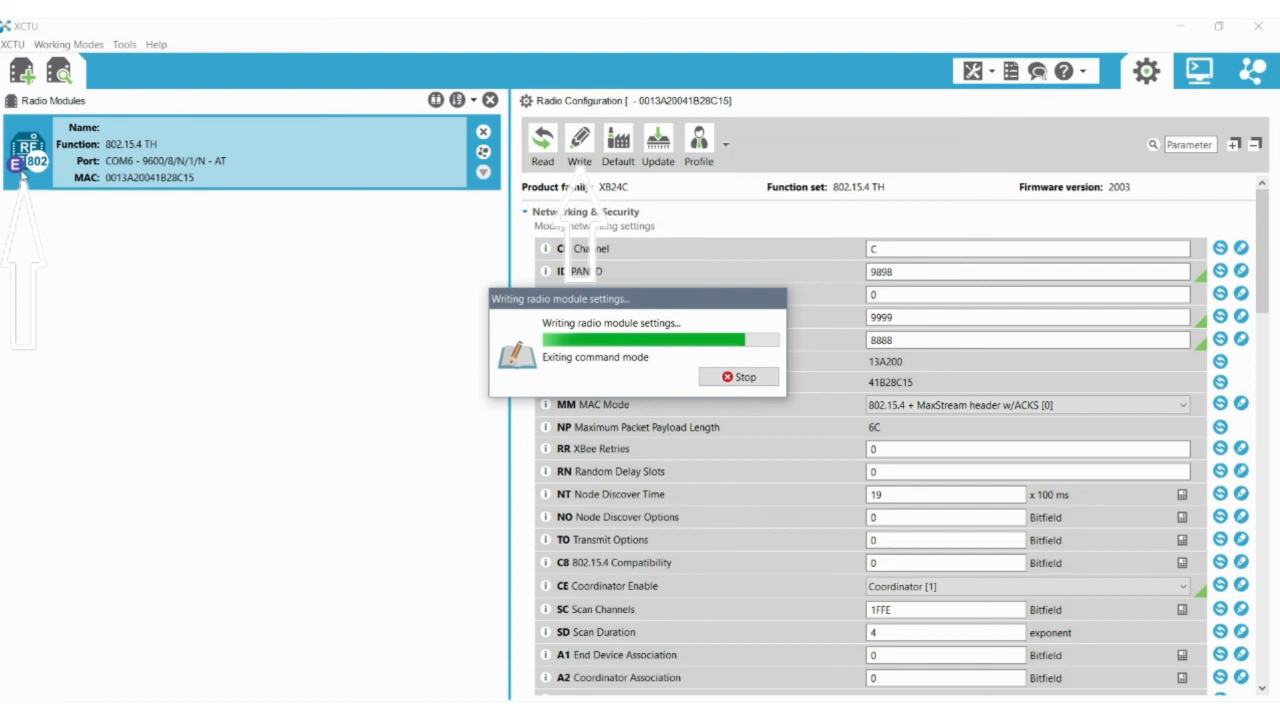 XCTU
XCTU Working Modes Tools Help
Radio Modules
Name:
Function: 802.15.4 TH
Port: COM6 - 9600/8/N/1/N - AT
MAC: 0013A20041B28C15
RF
E 802
Radio Configuration [ - 0013A20041B28C15]
Read Write Default Update Profile
Parameter
Product XB24C Function set: 802.15.4 TH Firmware version: 2003
Networking & Security
Modify networking settings
Channel C
ID PAN ID 9898
0
Writing radio module settings...
Writing radio module settings...
Exiting command mode
Stop
9999
8888
13A200
41B28C15
MM MAC Mode 802.15.4 + MaxStream header w/ACKS [0]
NP Maximum Packet Payload Length 6C
RR XBee Retries 0
RN Random Delay Slots 0
NT Node Discover Time 19 x 100 ms
NO Node Discover Options 0 Bitfield
TO Transmit Options 0 Bitfield
C8 802.15.4 Compatibility 0 Bitfield
CE Coordinator Enable Coordinator [1]
SC Scan Channels 1FFE Bitfield
SD Scan Duration 4 exponent
A1 End Device Association 0 Bitfield
A2 Coordinator Association 0 Bitfield